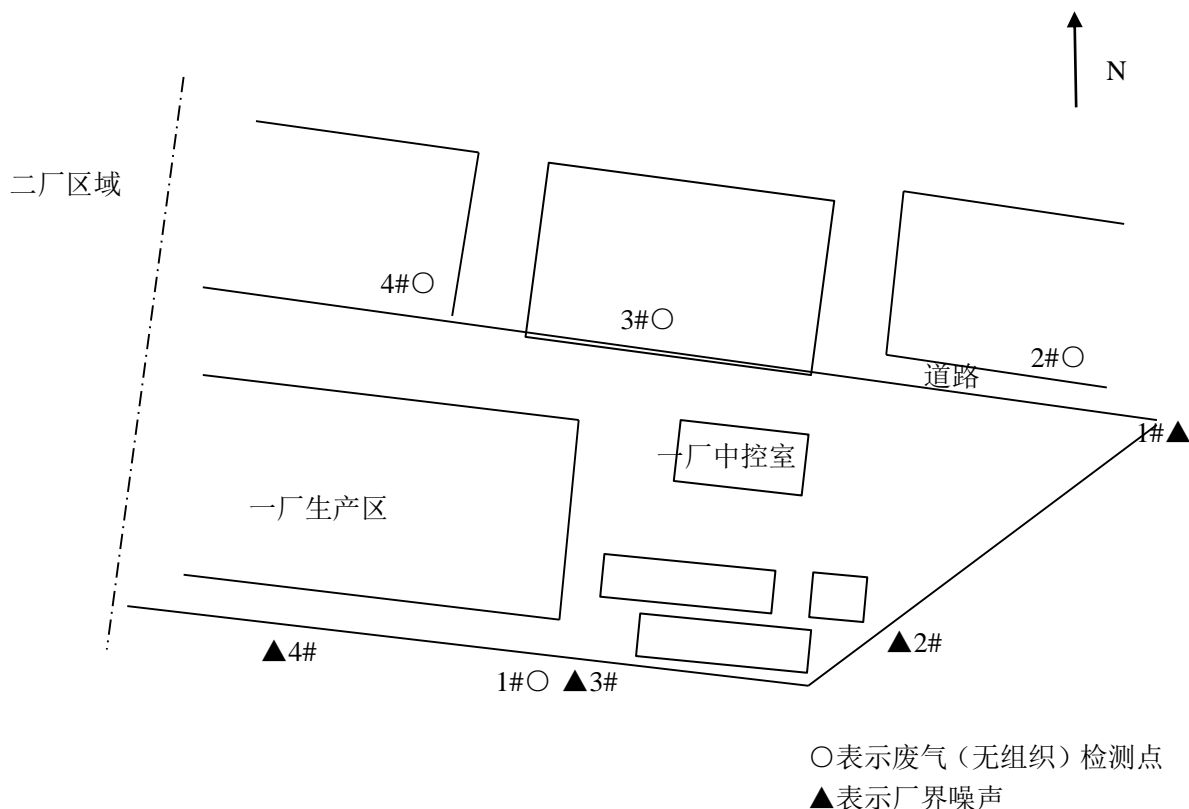 N
二厂区域
4#○
3#○
2#○
道路
1#▲
一厂中控室
一厂生产区
▲2#
▲4#
1#○ ▲3#
○表示废气（无组织）检测点
▲表示厂界噪声